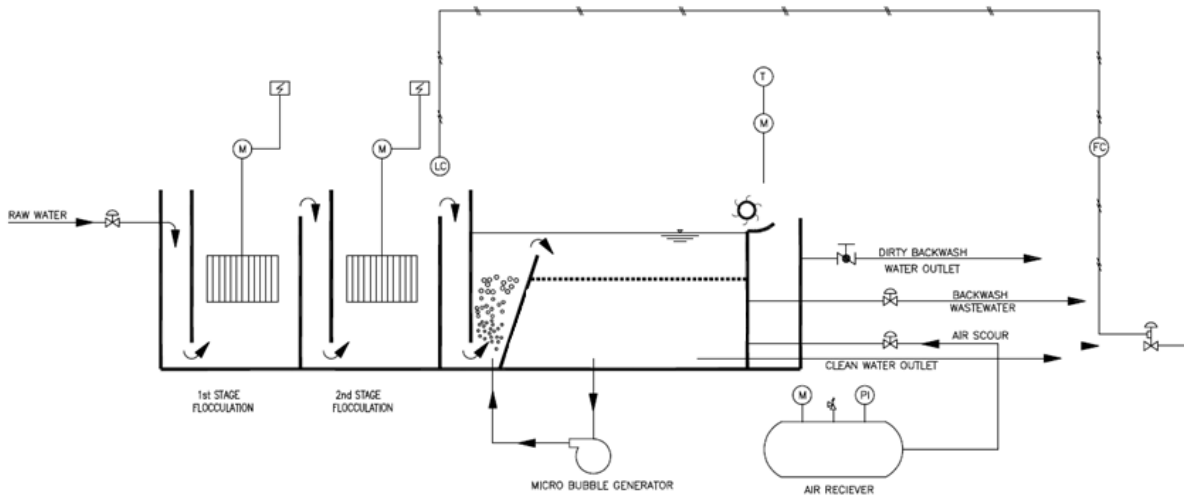 T
M
M
M
LC
FC
RAW WATER
DIRTY BACKWASH
WATER OUTLET
BACKWASH
WASTEWATER
AIR SCOUR
CLEAN WATER OUTLET
1st STAGE
FLOCCULATION
2nd STAGE
FLOCCULATION
M
PI
MICRO BUBBLE GENERATOR
AIR RECIEVER